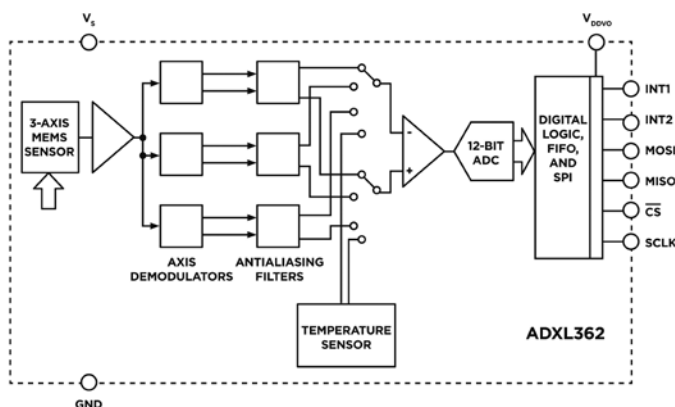 Vs
VDDVO
3-AXIS
MEMS
SENSOR
AXIS
DEMODULATORS
ANTIALIASING
FILTERS
TEMPERATURE
SENSOR
-
+
12-BIT
ADC
DIGITAL
LOGIC,
FIFO,
AND
SPI
INT1
INT2
MOSI
MISO
CS
SCLK
ADXL362
GND